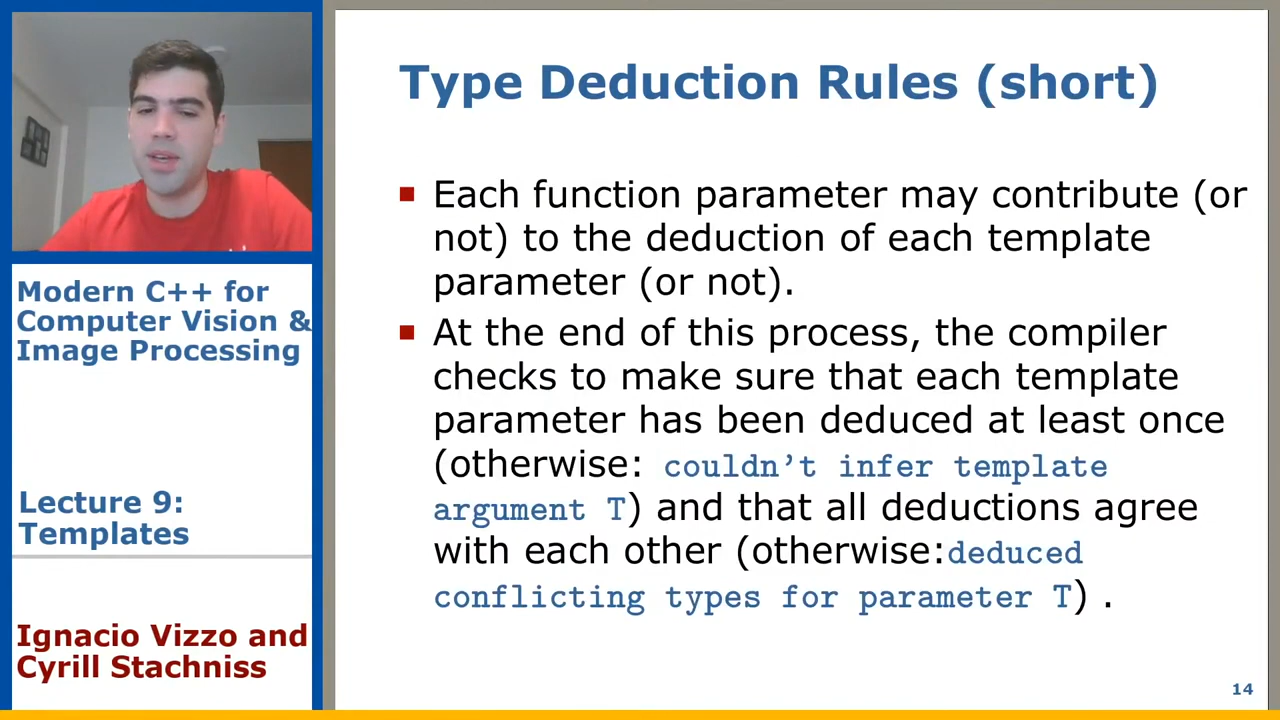 Type Deduction Rules (short)
Each function parameter may contribute (or
not) to the deduction of each template
parameter (or not).
At the end of this process, the compiler
checks to make sure that each template
parameter has been deduced at least once
(otherwise: couldn't infer template
argument T) and that all deductions agree
with each other (otherwise:deduced
conflicting types for parameter T) .
Modern C++ for
Computer Vision &
Image Processing
Lecture 9:
Templates
Ignacio Vizzo and
Cyrill Stachniss
14